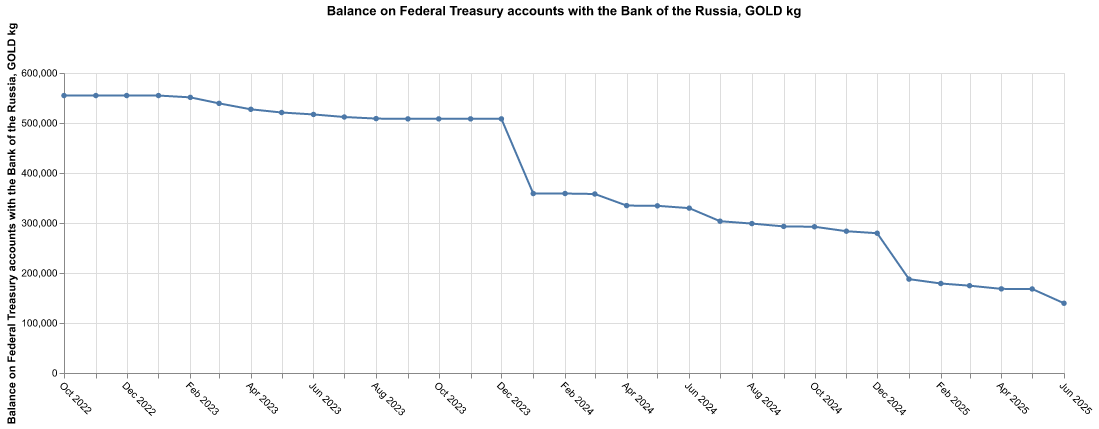 Balance on Federal Treasury accounts with the Bank of the Russia, GOLD kg
Balance on Federal Treasury accounts with the Bank of the Russia, GOLD kg
600,000
500,000
400,000
300,000
200,000
100,000
0
Oct 2022
Dec 2022
Feb 2023
Apr 2023
Jun 2023
Aug 2023
Oct 2023
Dec 2023
Feb 2024
Apr 2024
Jun 2024
Aug 2024
Oct 2024
Dec 2024
Feb 2025
Apr 2025
Jun 2025